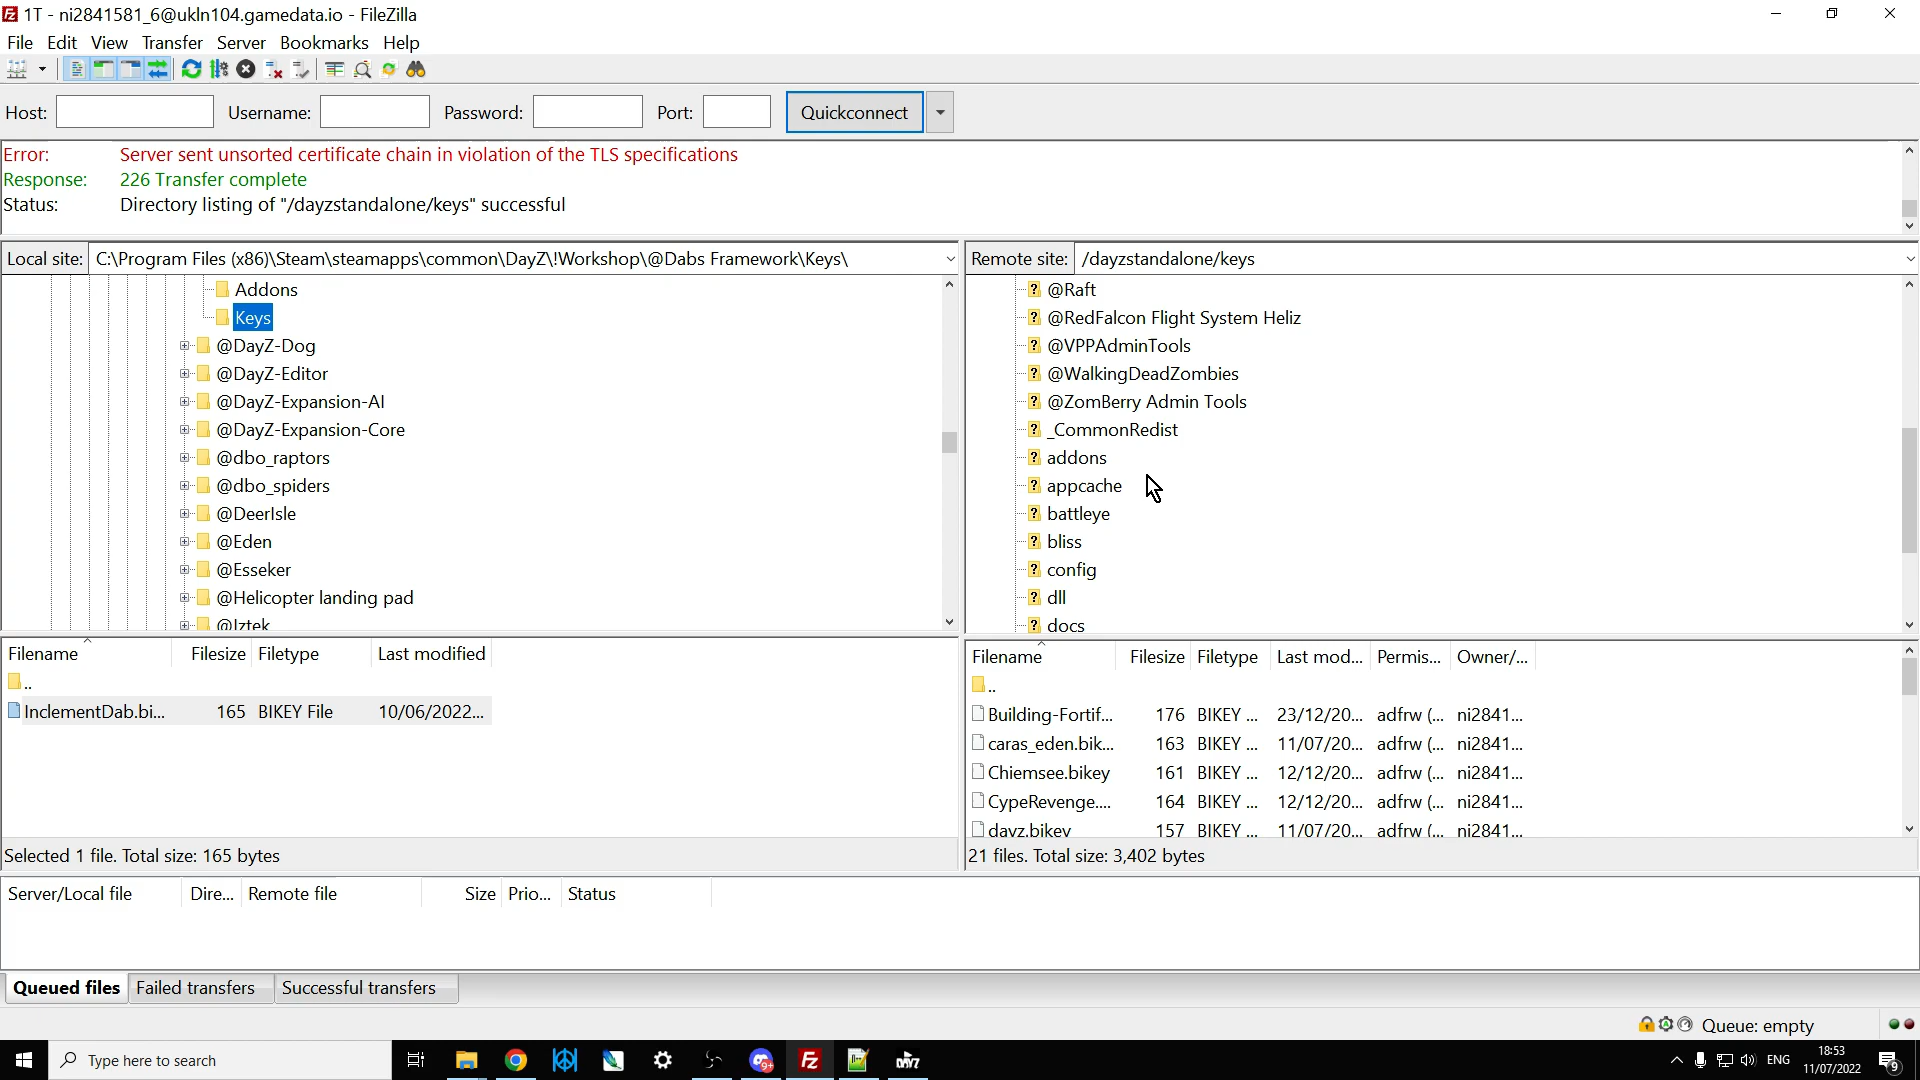 1T - ni2841581_6@ukln104.gamedata.io - FileZilla
File Edit View Transfer Server Bookmarks Help
Host: Username: Password: Port: Quickconnect
Error: Server sent unsorted certificate chain in violation of the TLS specifications
Response: 226 Transfer complete
Status: Directory listing of "/dayzstandalone/keys" successful
Local site: C:\Program Files (x86)\Steam\steamapps\common\DayZ\!Workshop\@Dabs Framework\Keys\
Addons
Keys
@DayZ-Dog
@DayZ-Editor
@DayZ-Expansion-AI
@DayZ-Expansion-Core
@dbo_raptors
@dbo_spiders
@DeerIsle
@Eden
@Esseker
@Helicopter landing pad
@Iztek
Filename Filesize Filetype Last modified
..
InclementDab.bi... 165 BIKEY File 10/06/2022...
Selected 1 file. Total size: 165 bytes
Remote site: /dayzstandalone/keys
@Raft
@RedFalcon Flight System Heliz
@VPPAdminTools
@WalkingDeadZombies
@ZomBerry Admin Tools
_CommonRedist
addons
appcache
battleye
bliss
config
dll
docs
Filename Filesize Filetype Last mod... Permis... Owner/...
..
Building-Fortif... 176 BIKEY ... 23/12/20... adfrw (... ni2841...
caras_eden.bik... 163 BIKEY ... 11/07/20... adfrw (... ni2841...
Chiemsee.bikey 161 BIKEY ... 12/12/20... adfrw (... ni2841...
CypeRevenge.... 164 BIKEY ... 12/12/20... adfrw (... ni2841...
dayz.bikey 157 BIKEY ... 11/07/20... adfrw (... ni2841...
21 files. Total size: 3,402 bytes
Server/Local file Dire... Remote file Size Prio... Status
Queued files Failed transfers Successful transfers
Queue: empty
Type here to search
9+
DAYZ
ENG
18:53
11/07/2022
9